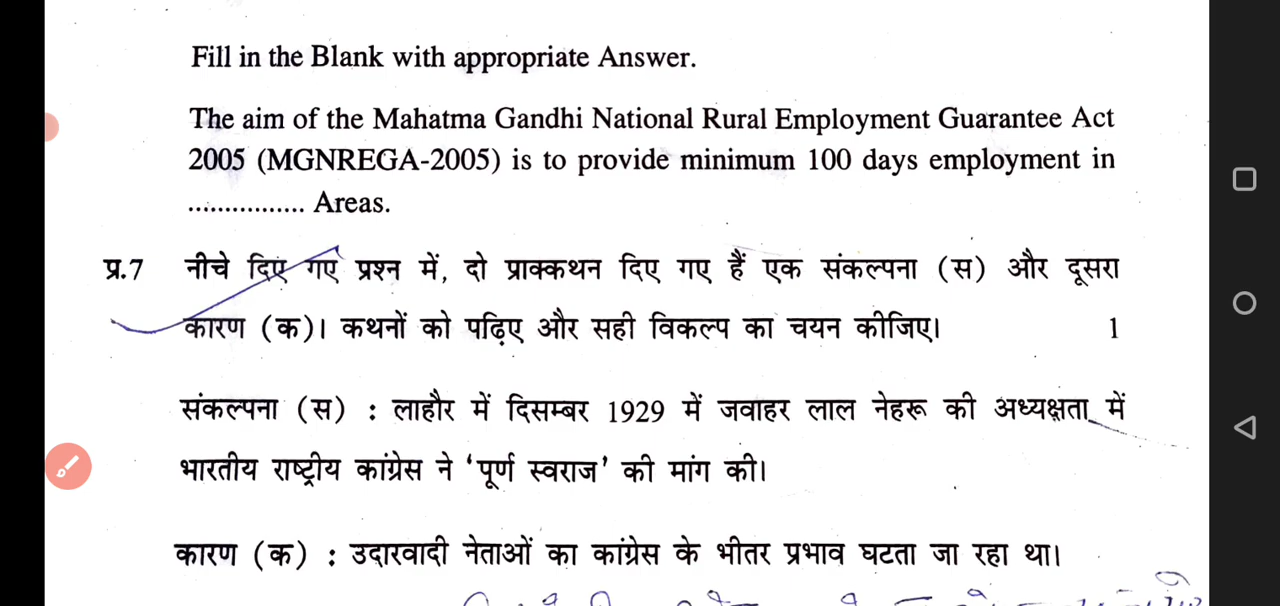 Fill in the Blank with appropriate Answer.
The aim of the Mahatma Gandhi National Rural Employment Guarantee Act
2005 (MGNREGA-2005) is to provide minimum 100 days employment in
................ Areas.
प्र.7 नीचे दिए गए प्रश्न में, दो प्राक्कथन दिए गए हैं एक संकल्पना (स) और दूसरा
कारण (क)। कथनों को पढ़िए और सही विकल्प का चयन कीजिए। 1
संकल्पना (स) : लाहौर में दिसम्बर 1929 में जवाहर लाल नेहरू की अध्यक्षता में
भारतीय राष्ट्रीय कांग्रेस ने ‘पूर्ण स्वराज’ की मांग की।
कारण (क) : उदारवादी नेताओं का कांग्रेस के भीतर प्रभाव घटता जा रहा था।